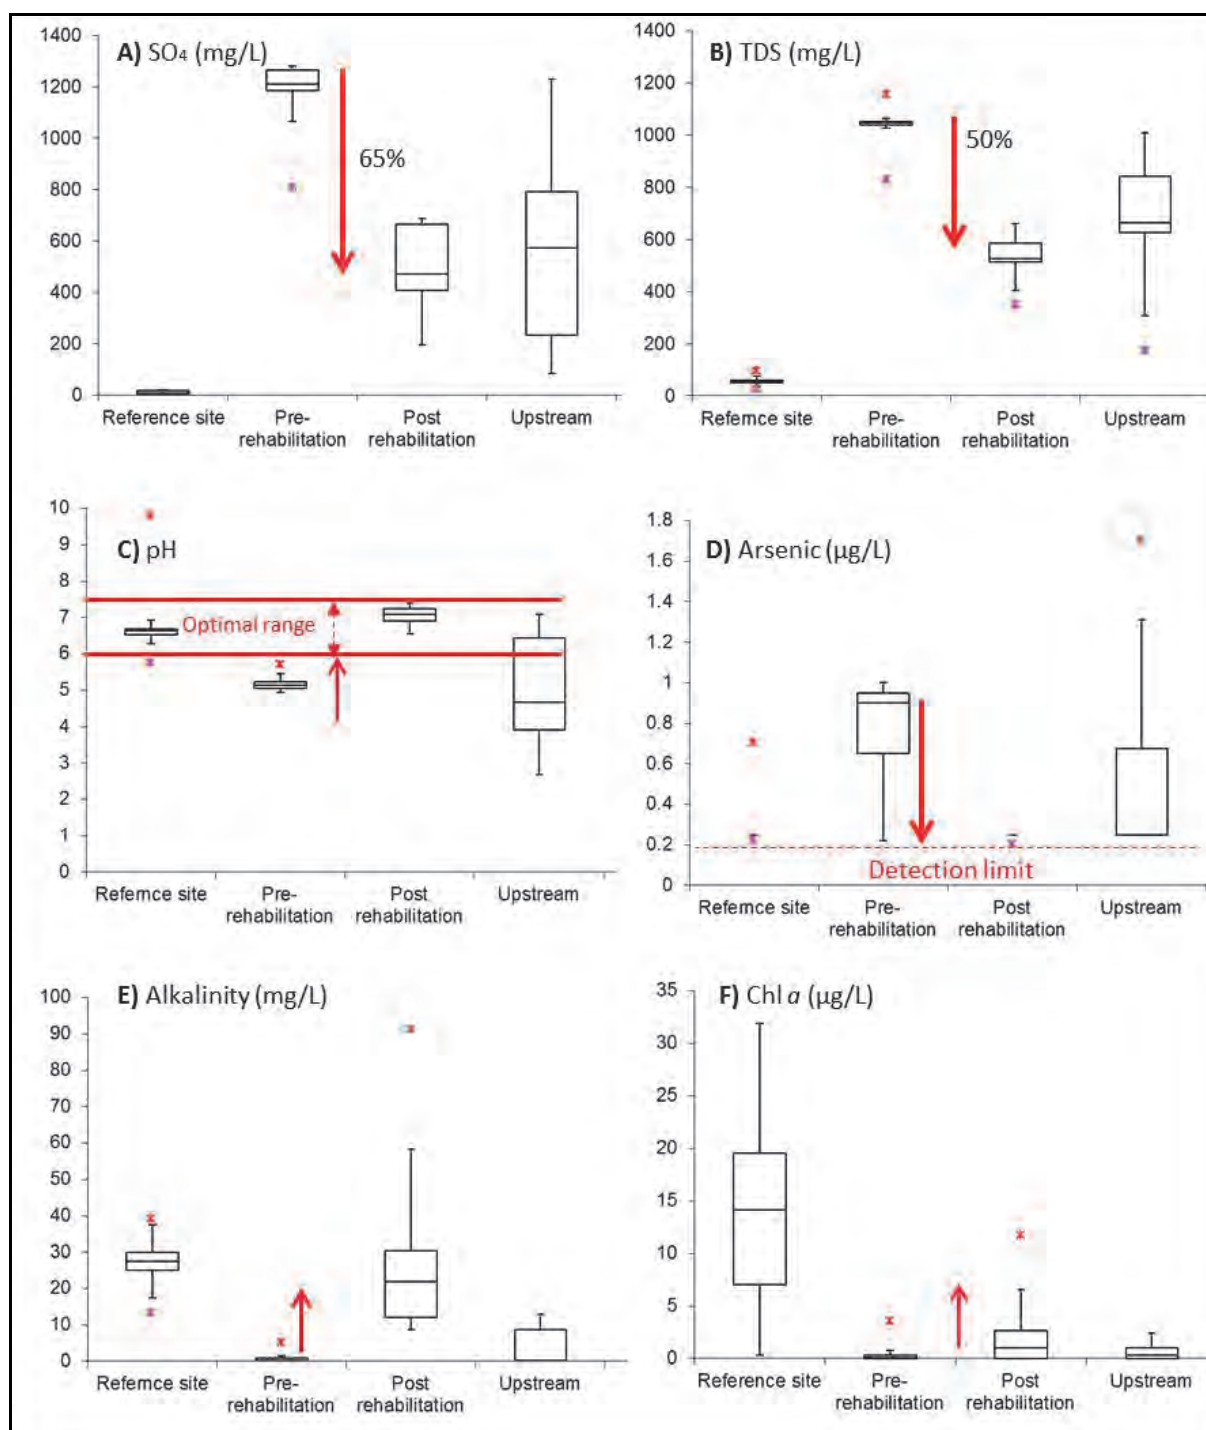 A) SO₄ (mg/L)
1400
1200
1000
800
600
400
200
0
65%
Reference site
Pre-
rehabilitation
Post
rehabilitation
Upstream
B) TDS (mg/L)
1400
1200
1000
800
600
400
200
0
50%
Reference site
Pre-
rehabilitation
Post
rehabilitation
Upstream
C) pH
10
9
8
7
6
5
4
3
2
1
0
Optimal range
Refemce site
Pre-
rehabilitation
Post
rehabilitation
Upstream
D) Arsenic (µg/L)
1.8
1.6
1.4
1.2
1
0.8
0.6
0.4
0.2
0
Detection limit
Refemce site
Pre-
rehabilitation
Post
rehabilitation
Upstream
E) Alkalinity (mg/L)
100
90
80
70
60
50
40
30
20
10
0
Refemce site
Pre-
rehabilitation
Post
rehabilitation
Upstream
F) Chl a (µg/L)
35
30
25
20
15
10
5
0
Reference site
Pre-
rehabilitation
Post
rehabilitation
Upstream